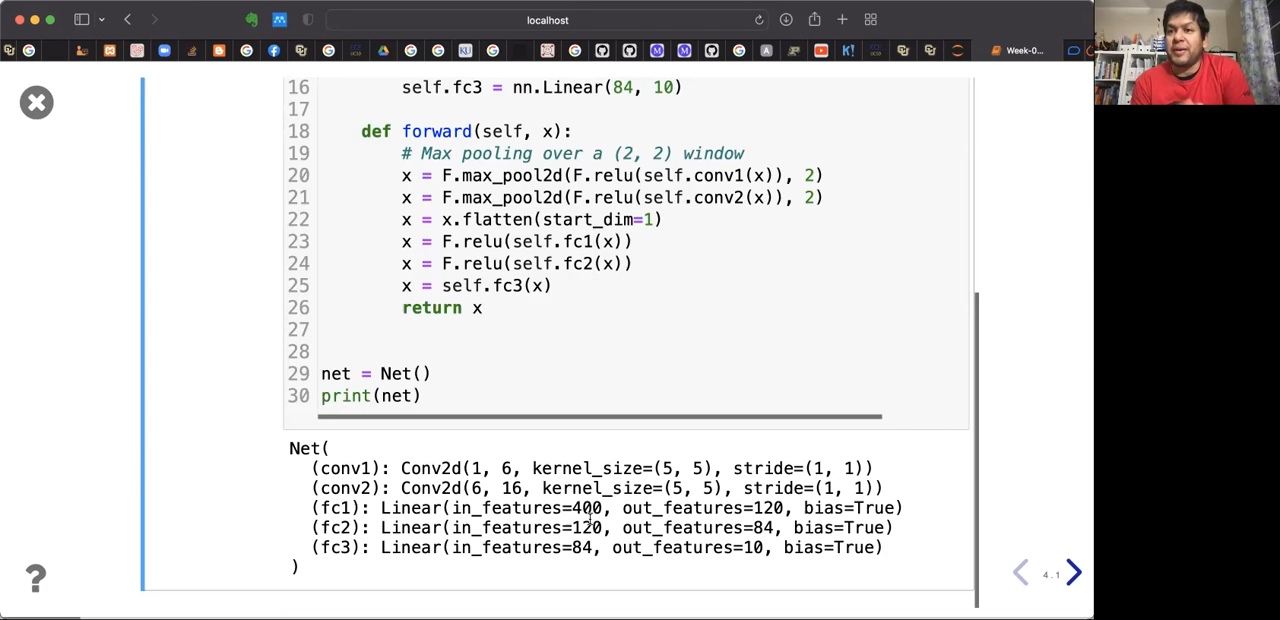 localhost
Week-0...
16 self.fc3 = nn.Linear(84, 10)
17
18 def forward(self, x):
19 # Max pooling over a (2, 2) window
20 x = F.max_pool2d(F.relu(self.conv1(x)), 2)
21 x = F.max_pool2d(F.relu(self.conv2(x)), 2)
22 x = x.flatten(start_dim=1)
23 x = F.relu(self.fc1(x))
24 x = F.relu(self.fc2(x))
25 x = self.fc3(x)
26 return x
27
28
29 net = Net()
30 print(net)
Net(
(conv1): Conv2d(1, 6, kernel_size=(5, 5), stride=(1, 1))
(conv2): Conv2d(6, 16, kernel_size=(5, 5), stride=(1, 1))
(fc1): Linear(in_features=400, out_features=120, bias=True)
(fc2): Linear(in_features=120, out_features=84, bias=True)
(fc3): Linear(in_features=84, out_features=10, bias=True)
)
4.1
?